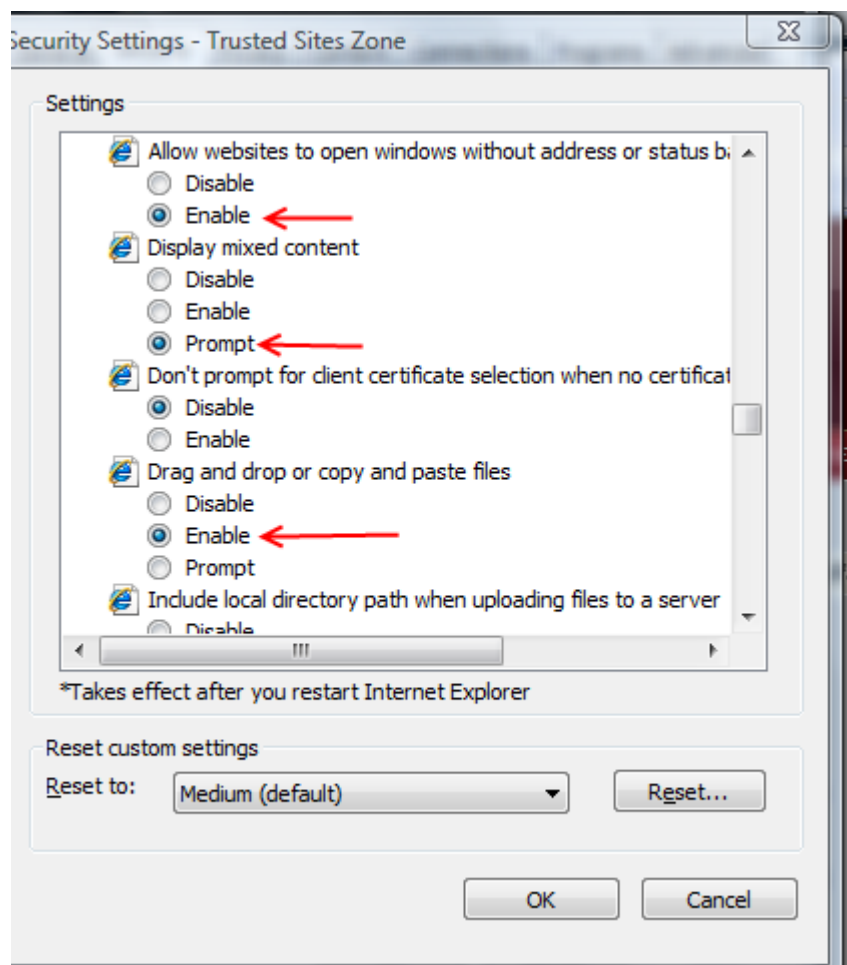 Security Settings - Trusted Sites Zone
Settings
Allow websites to open windows without address or status ba
Disable
Enable
Display mixed content
Disable
Enable
Prompt
Don't prompt for client certificate selection when no certificat
Disable
Enable
Drag and drop or copy and paste files
Disable
Enable
Prompt
Include local directory path when uploading files to a server
Disable
*Takes effect after you restart Internet Explorer
Reset custom settings
Reset to: Medium (default) Reset...
OK Cancel